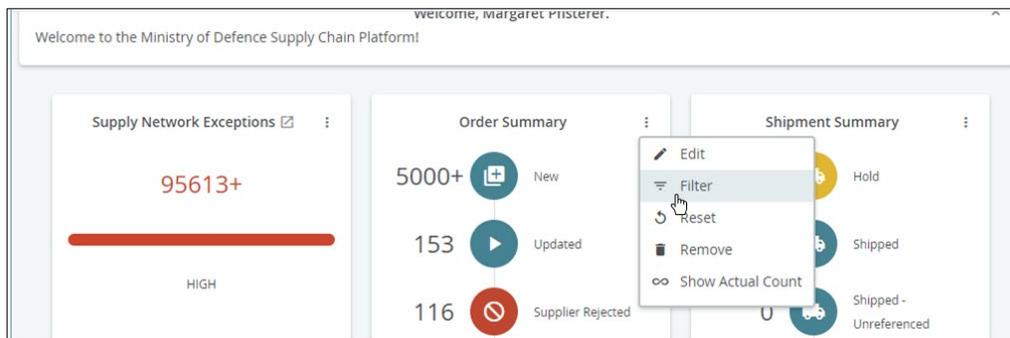 Welcome, Margaret Pfisterer.
Welcome to the Ministry of Defence Supply Chain Platform!
Supply Network Exceptions
95613+
HIGH
Order Summary
5000+ New
153 Updated
116 Supplier Rejected
Edit
Filter
Reset
Remove
Show Actual Count
Shipment Summary
Hold
Shipped
0 Shipped -
Unreferenced